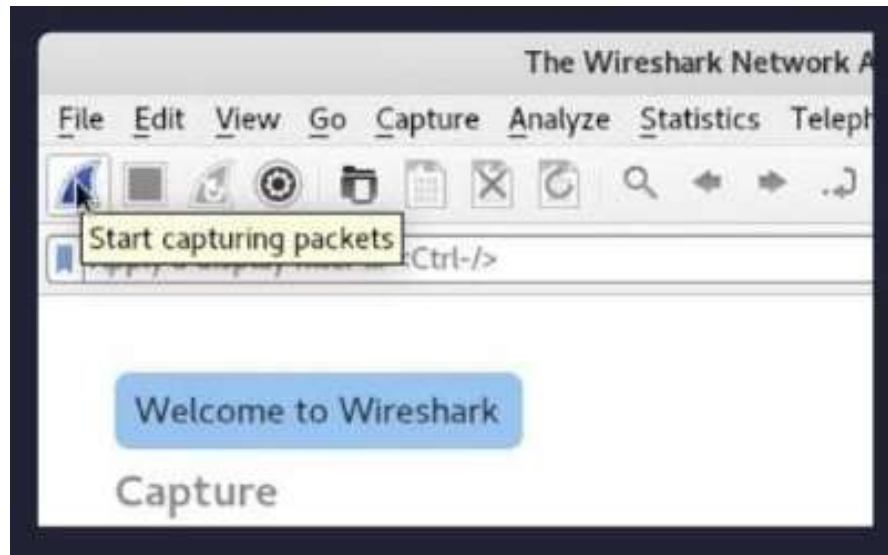 The Wireshark Network A
File Edit View Go Capture Analyze Statistics Teleph
Start capturing packets
<Ctrl-/>
Welcome to Wireshark
Capture